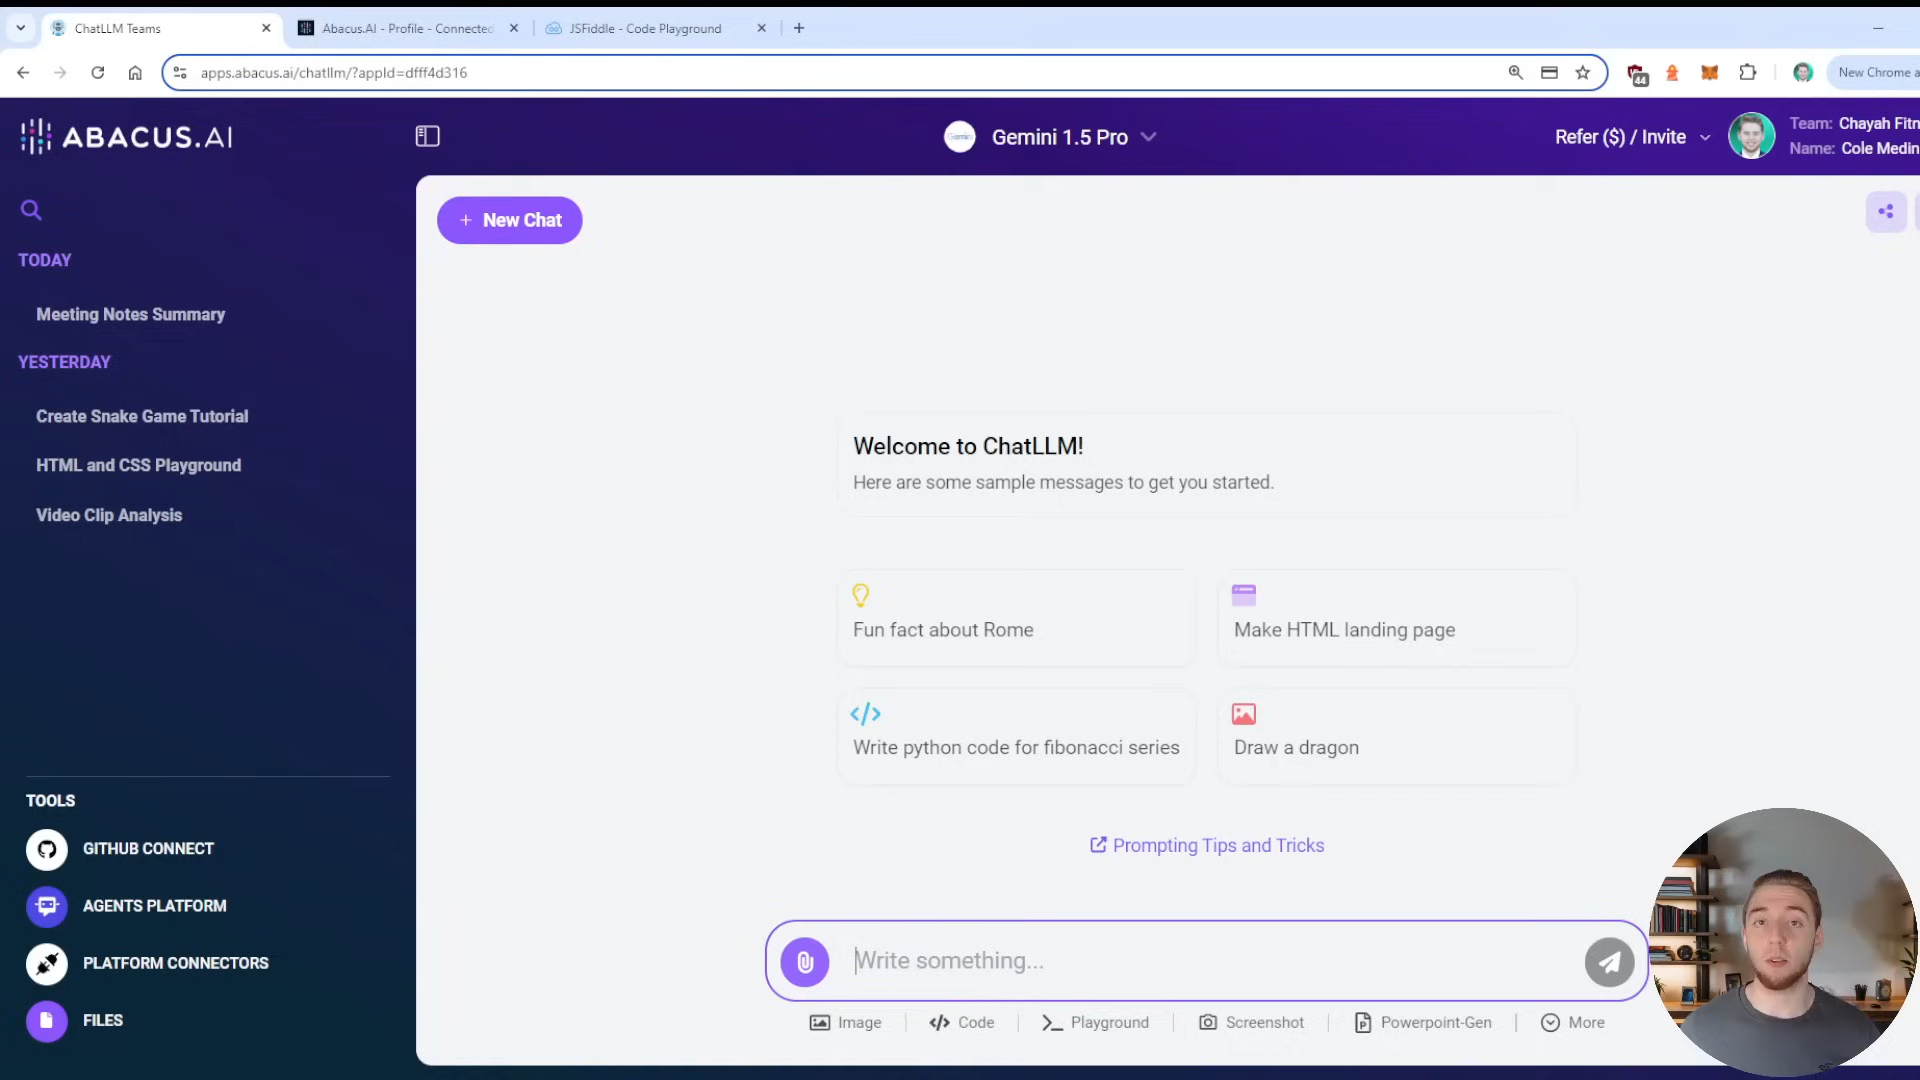 ChatLLM Teams
Abacus.AI - Profile - Connected
JSFiddle - Code Playground
apps.abacus.ai/chatllm/?appId=dfff4d316
44
New Chrome a
ABACUS.AI
Gemini 1.5 Pro
Refer ($) / Invite
Team: Chayah Fitn
Name: Cole Medin
New Chat
TODAY
Meeting Notes Summary
YESTERDAY
Create Snake Game Tutorial
HTML and CSS Playground
Video Clip Analysis
Welcome to ChatLLM!
Here are some sample messages to get you started.
Fun fact about Rome
Make HTML landing page
Write python code for fibonacci series
Draw a dragon
Prompting Tips and Tricks
TOOLS
GITHUB CONNECT
AGENTS PLATFORM
PLATFORM CONNECTORS
FILES
Write something...
Image
Code
Playground
Screenshot
Powerpoint-Gen
More